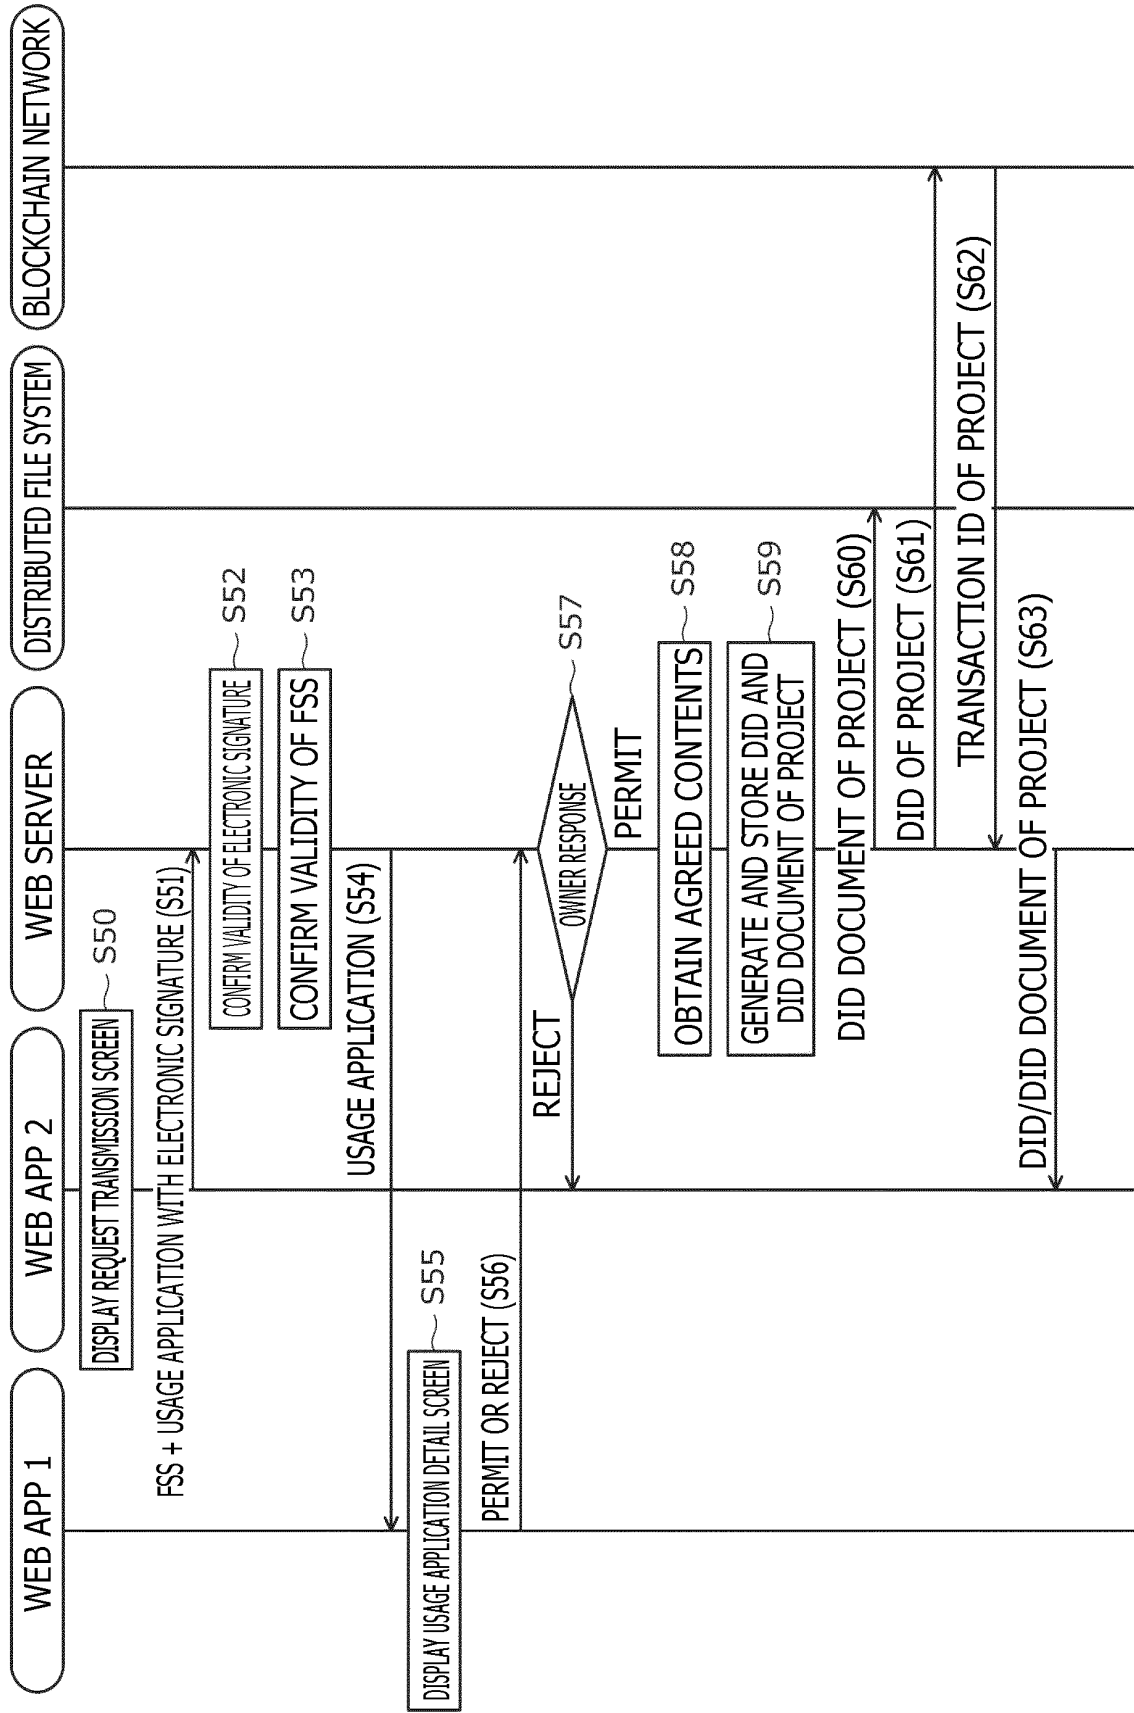 WEB APP 1
WEB APP 2
WEB SERVER
DISTRIBUTED FILE SYSTEM
BLOCKCHAIN NETWORK
DISPLAY REQUEST TRANSMISSION SCREEN
S50
FSS + USAGE APPLICATION WITH ELECTRONIC SIGNATURE (S51)
CONFIRM VALIDITY OF ELECTRONIC SIGNATURE
S52
CONFIRM VALIDITY OF FSS
S53
USAGE APPLICATION (S54)
DISPLAY USAGE APPLICATION DETAIL SCREEN
S55
PERMIT OR REJECT (S56)
REJECT
OWNER RESPONSE
S57
PERMIT
OBTAIN AGREED CONTENTS
S58
GENERATE AND STORE DID AND
DID DOCUMENT OF PROJECT
S59
DID DOCUMENT OF PROJECT (S60)
DID OF PROJECT (S61)
TRANSACTION ID OF PROJECT (S62)
DID/DID DOCUMENT OF PROJECT (S63)